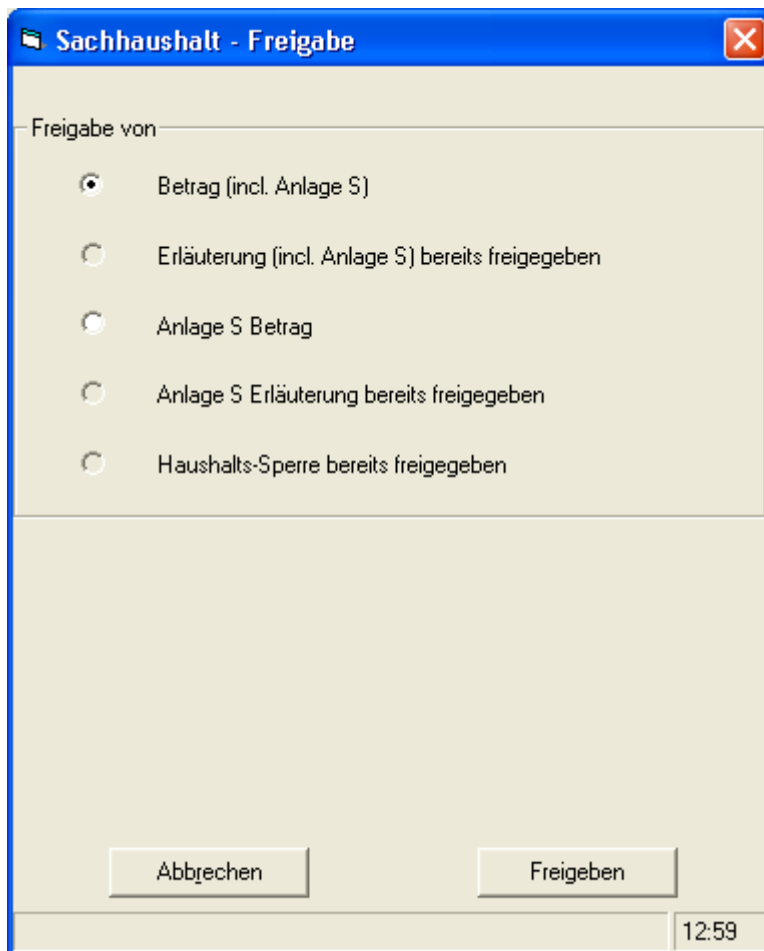 Sachhaushalt - Freigabe
Freigabe von
Betrag (incl. Anlage S)
Erläuterung (incl. Anlage S) bereits freigegeben
Anlage S Betrag
Anlage S Erläuterung bereits freigegeben
Haushalts-Sperre bereits freigegeben
Abbrechen Freigeben
12:59